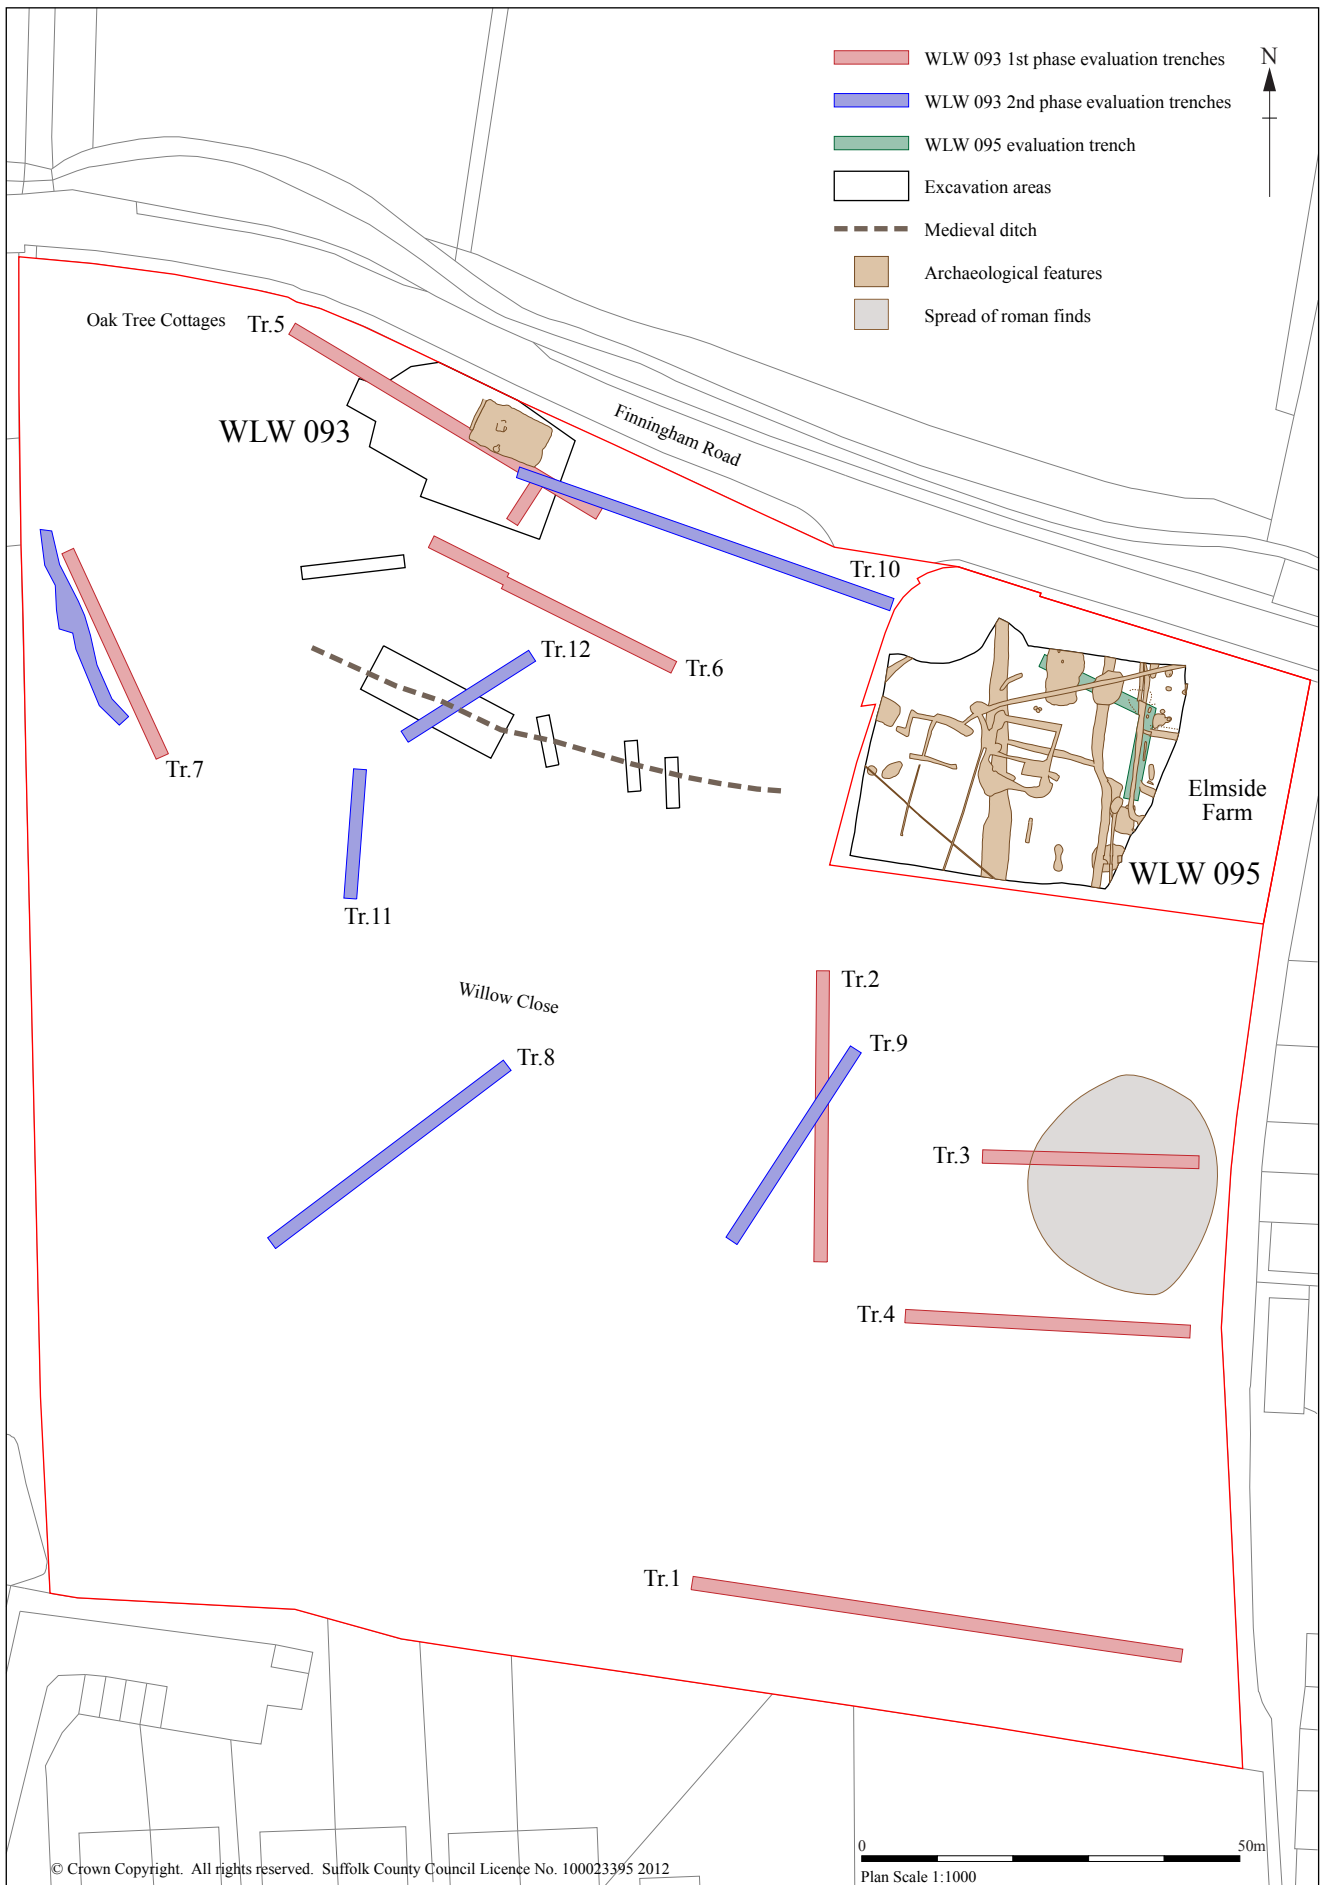 WLW 093 1st phase evaluation trenches
N
WLW 093 2nd phase evaluation trenches
WLW 095 evaluation trench
Excavation areas
Medieval ditch
Archaeological features
Spread of roman finds
Oak Tree Cottages
Tr.5
WLW 093
Finningham Road
Tr.10
Tr.12
Tr.6
Tr.7
Elmside
Farm
WLW 095
Tr.11
Tr.2
Willow Close
Tr.9
Tr.8
Tr.3
Tr.4
Tr.1
0
50m
© Crown Copyright. All rights reserved. Suffolk County Council Licence No. 100023395 2012
Plan Scale 1:1000